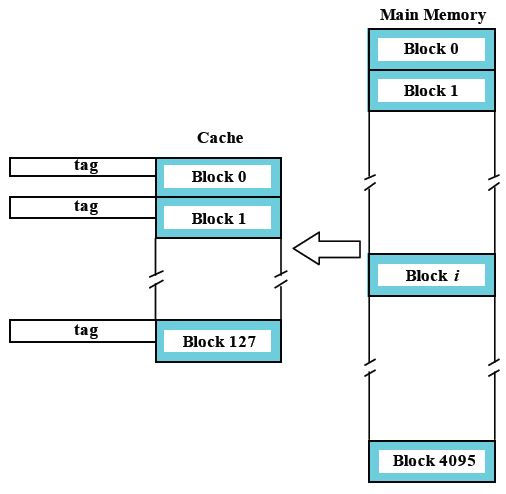 Main Memory
Block 0
Block 1
Cache
tag
Block 0
tag
Block 1
Block i
tag
Block 127
Block 4095